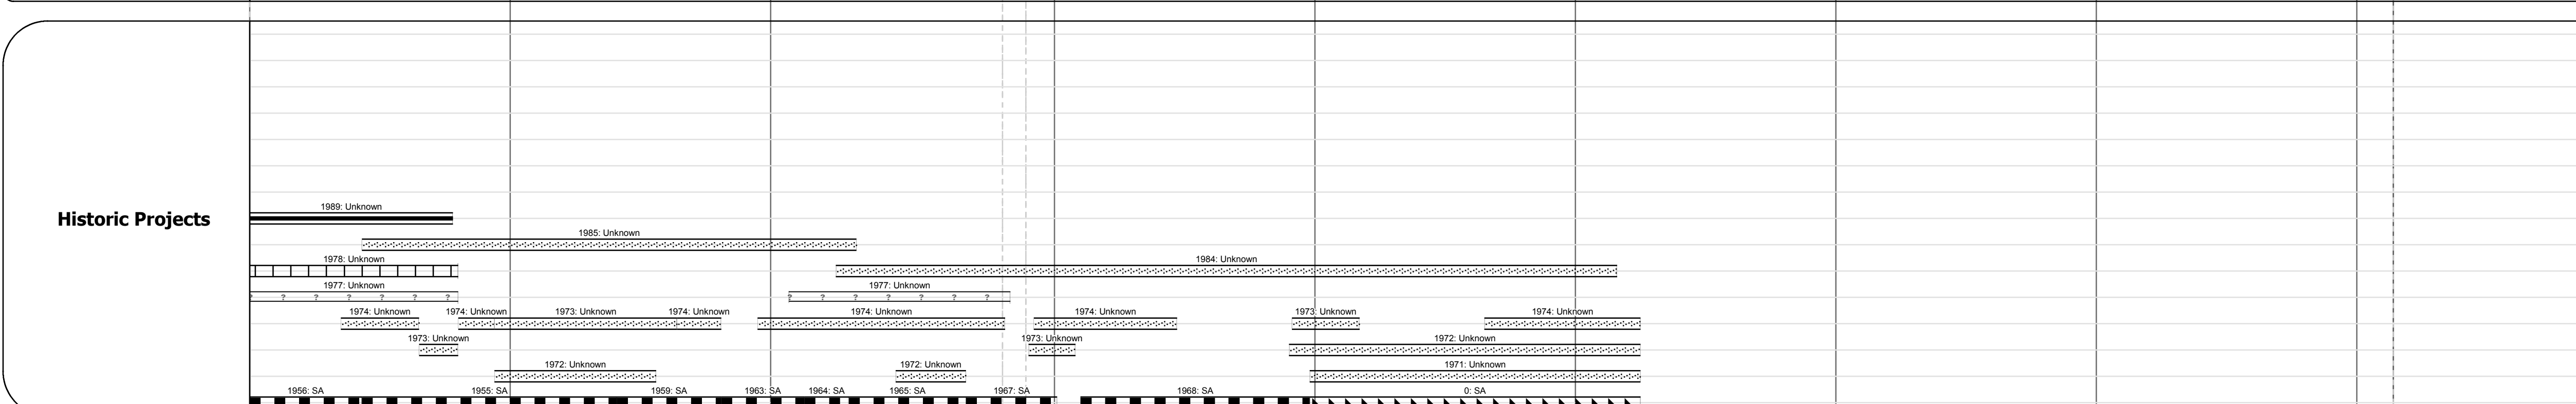 1989: Unknown
Historic Projects
1985: Unknown
1978: Unknown
1984: Unknown
1977: Unknown
1977: Unknown
? ? ? ? ? ? ?
? ? ? ? ? ? ?
1974: Unknown
1974: Unknown
1973: Unknown
1974: Unknown
1974: Unknown
1974: Unknown
1973: Unknown
1974: Unknown
1973: Unknown
1973: Unknown
1972: Unknown
1972: Unknown
1972: Unknown
1971: Unknown
1956: SA
1955: SA
1959: SA
1963: SA
1964: SA
1965: SA
1967: SA
1968: SA
0: SA